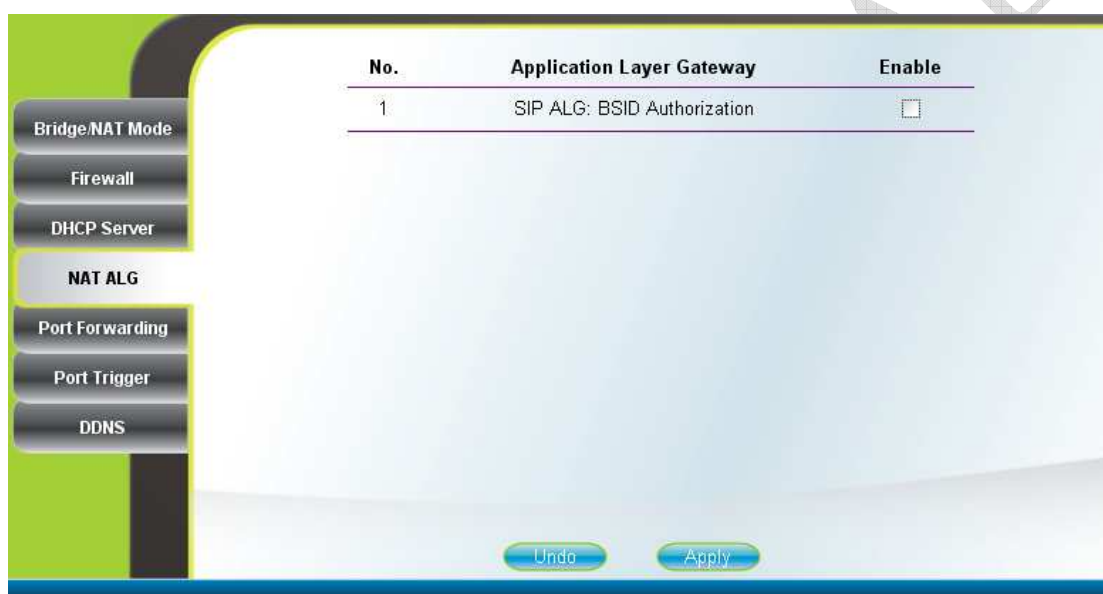 No. Application Layer Gateway Enable
1 SIP ALG: BSID Authorization
Bridge/NAT Mode
Firewall
DHCP Server
NAT ALG
Port Forwarding
Port Trigger
DDNS
Undo Apply